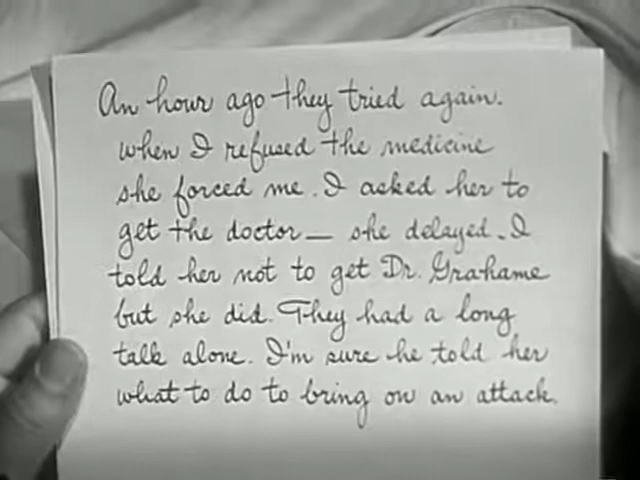 An hour ago they tried again.
when I refused the medicine
she forced me. I asked her to
get the doctor— she delayed. I
told her not to get Dr. Grahame
but she did. They had a long
talk alone. I'm sure he told her
what to do to bring on an attack.